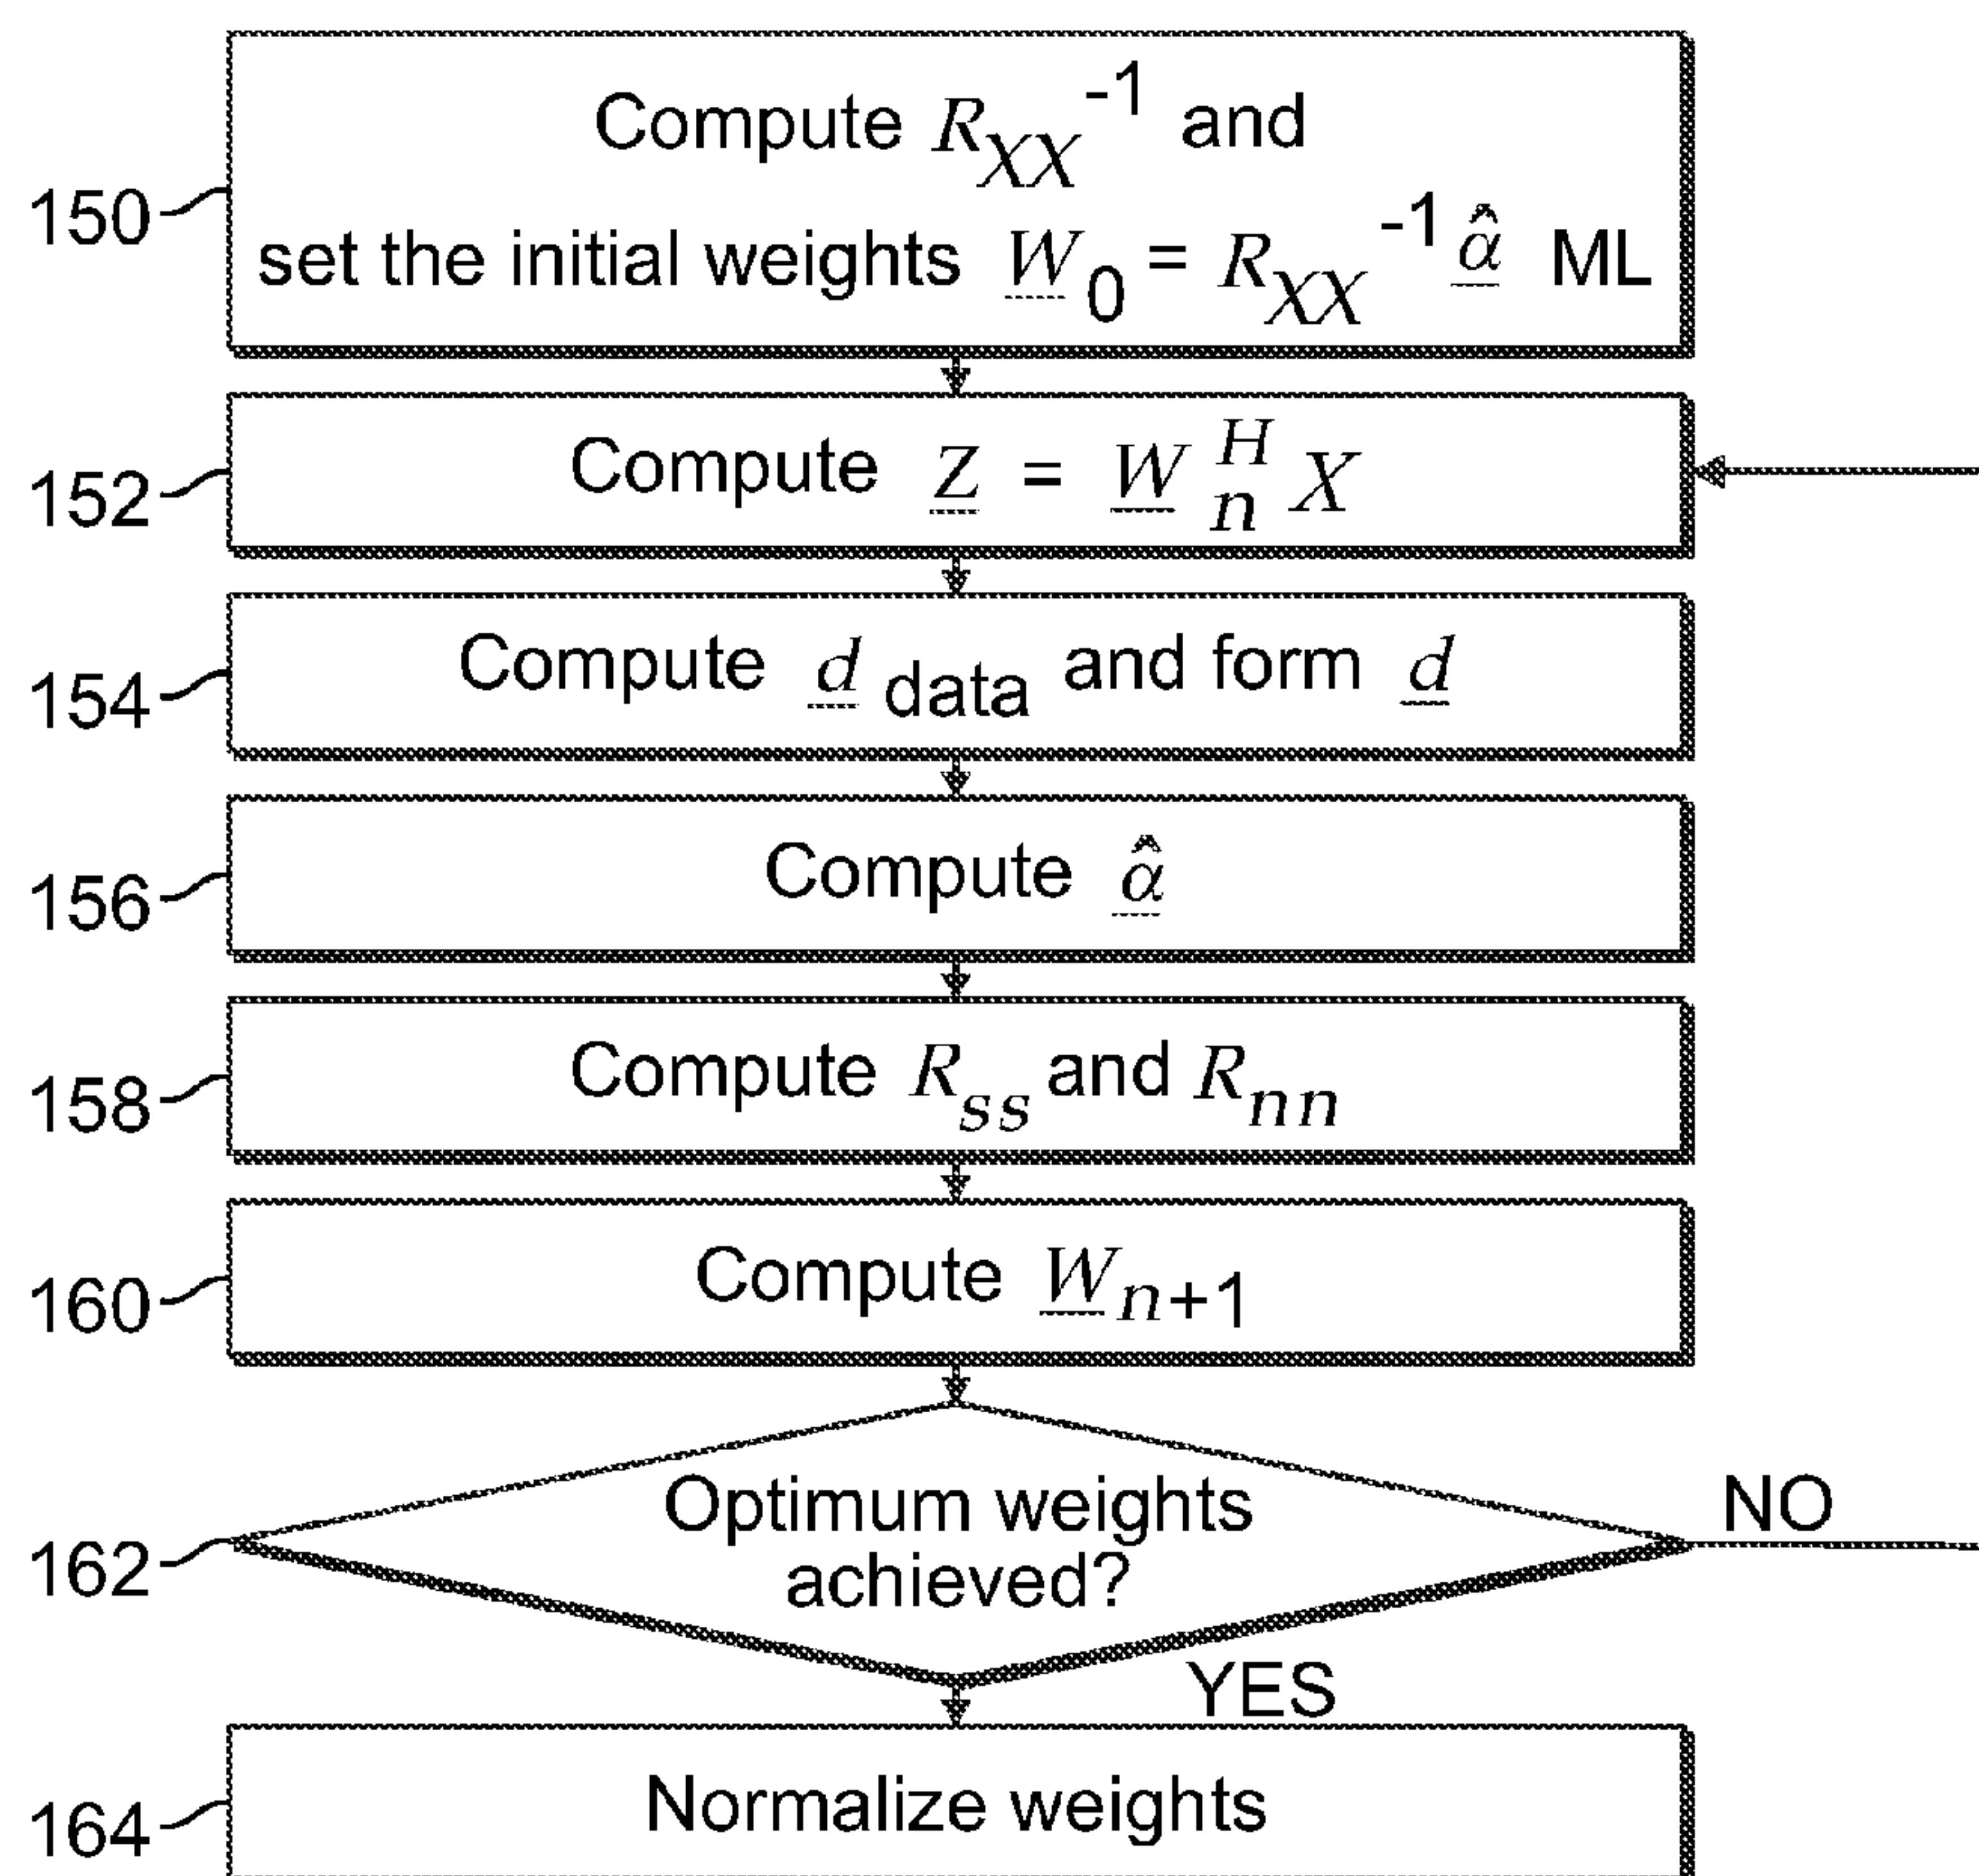 Compute R_XX^-1 and
150
set the initial weights W_0 = R_XX^-1 α̂ ML
152
Compute Z = W_n^H X
154
Compute d_data and form d
156
Compute α̂
158
Compute R_ss and R_nn
160
Compute W_n+1
162
Optimum weights
achieved?
NO
YES
164
Normalize weights